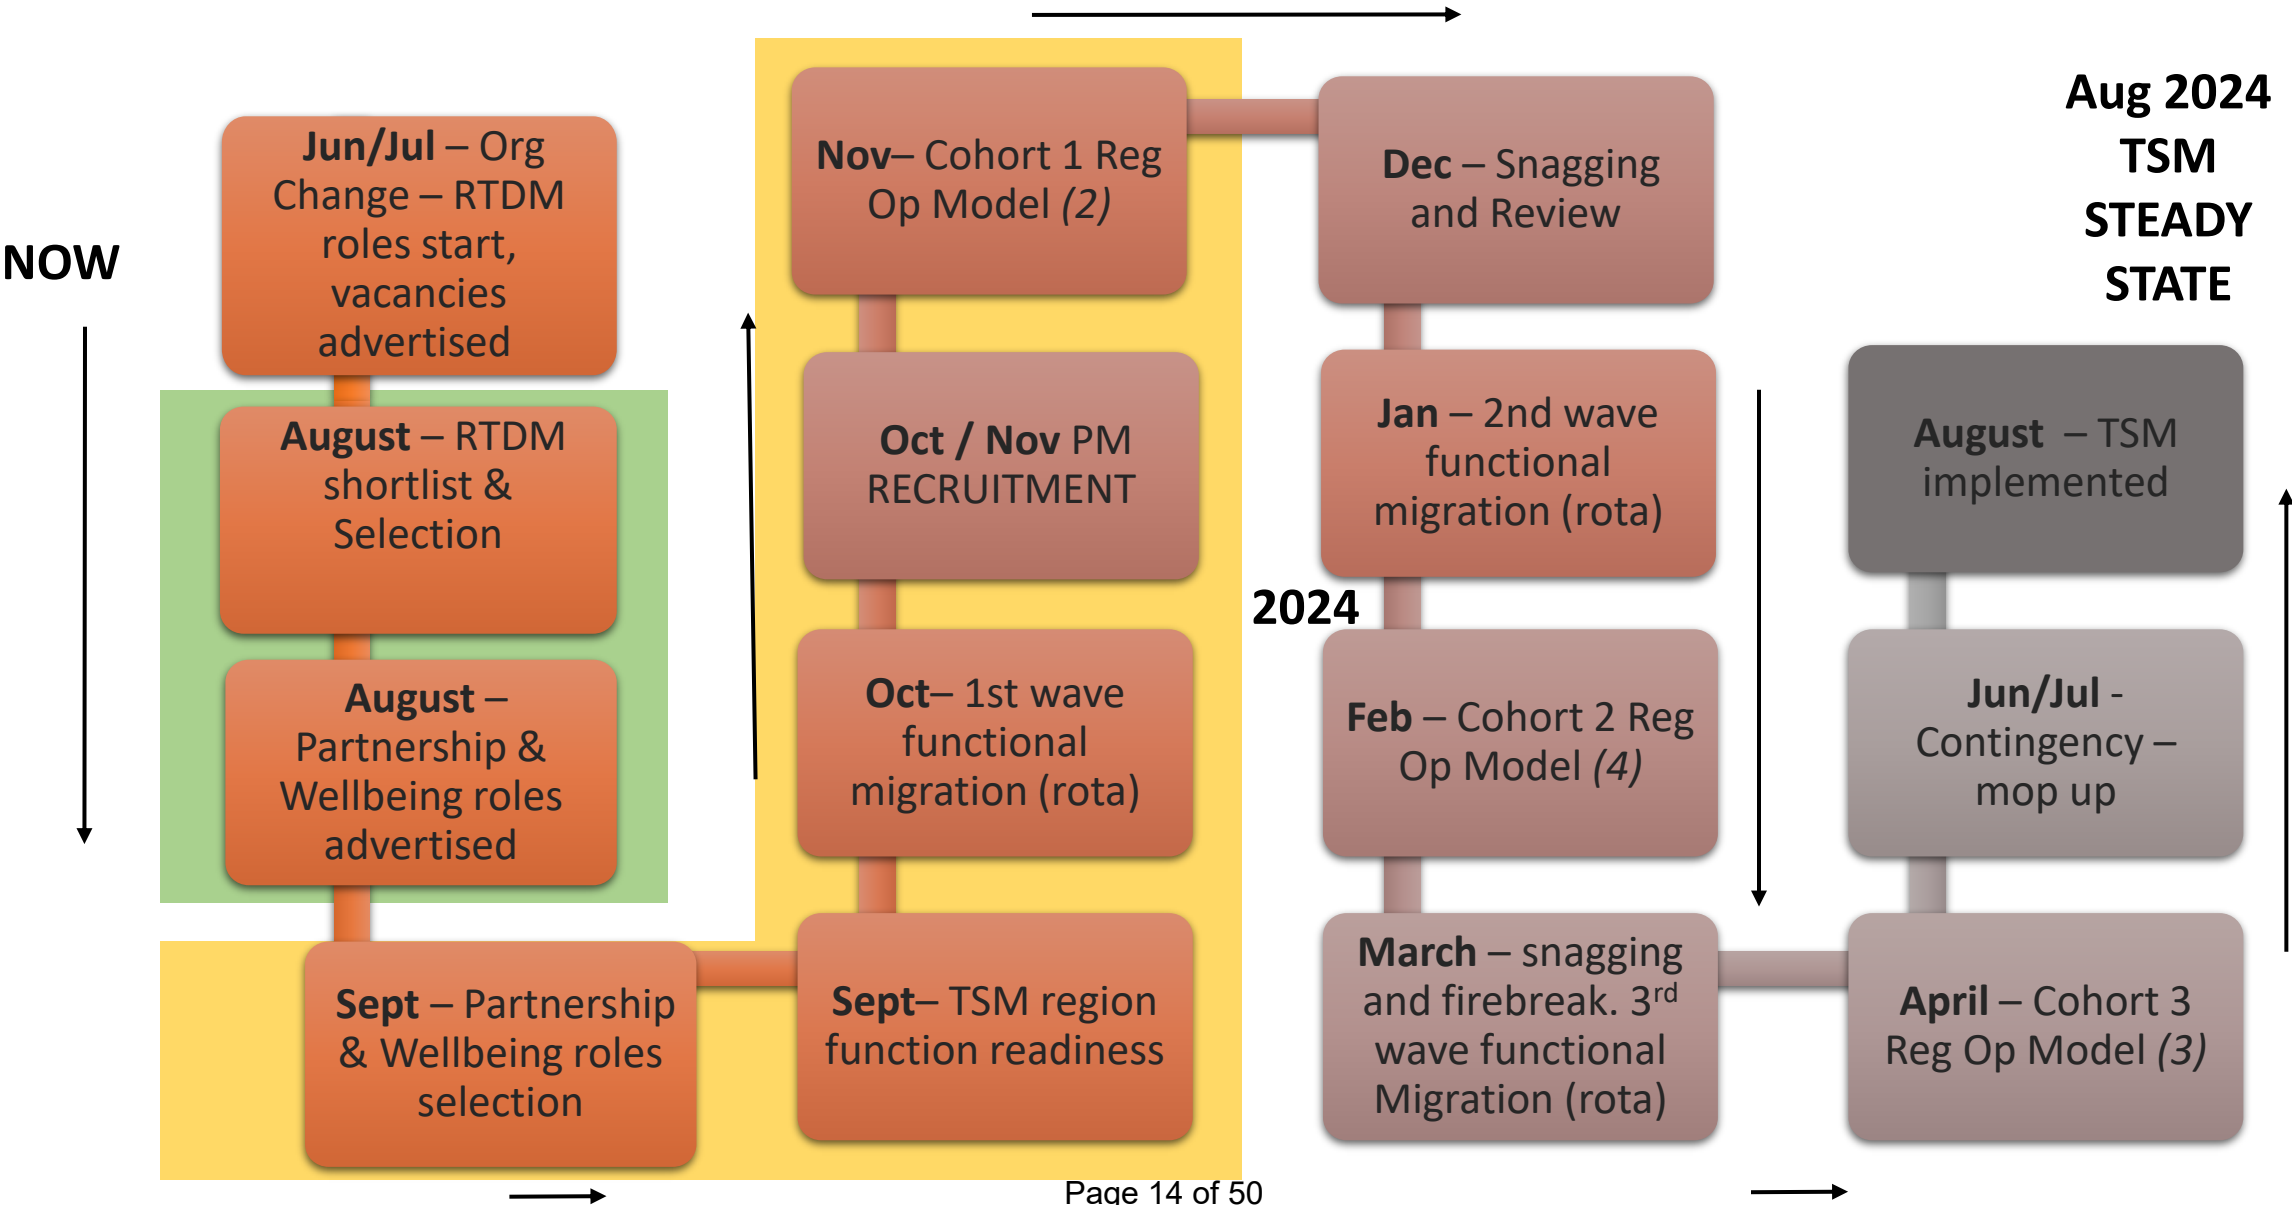 NOW
Jun/Jul – Org
Change – RTDM
roles start,
vacancies
advertised
August – RTDM
shortlist &
Selection
August –
Partnership &
Wellbeing roles
advertised
Sept – Partnership
& Wellbeing roles
selection
Sept– TSM region
function readiness
Oct– 1st wave
functional
migration (rota)
Oct / Nov PM
RECRUITMENT
Nov– Cohort 1 Reg
Op Model (2)
Dec – Snagging
and Review
2024
Jan – 2nd wave
functional
migration (rota)
Feb – Cohort 2 Reg
Op Model (4)
March – snagging
and firebreak. 3rd
wave functional
Migration (rota)
April – Cohort 3
Reg Op Model (3)
Jun/Jul -
Contingency –
mop up
August – TSM
implemented
Aug 2024
TSM
STEADY
STATE
Page 14 of 50